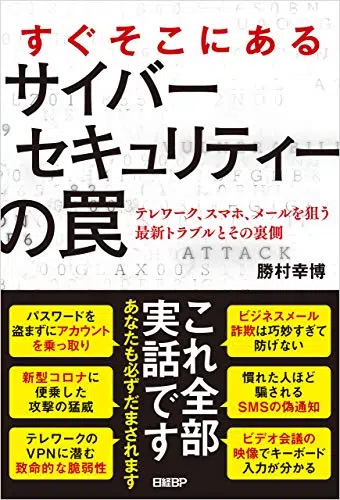 すぐそこにある
サイバー
セキュリティー
の罠
テレワーク、スマホ、メールを狙う
最新トラブルとその裏側
ATTACK
勝村幸博
これ全部
実話です
あなたも必ずだまされます
パスワードを
盗まずにアカウント
を乗っ取り
新型コロナに
便乗した
攻撃の猛威
テレワークの
VPNに潜む
致命的な脆弱性
ビジネスメール
詐欺は巧妙すぎて
防げない
慣れた人ほど
騙される
SMSの偽通知
ビデオ会議の
映像でキーボード
入力が分かる
日経BP